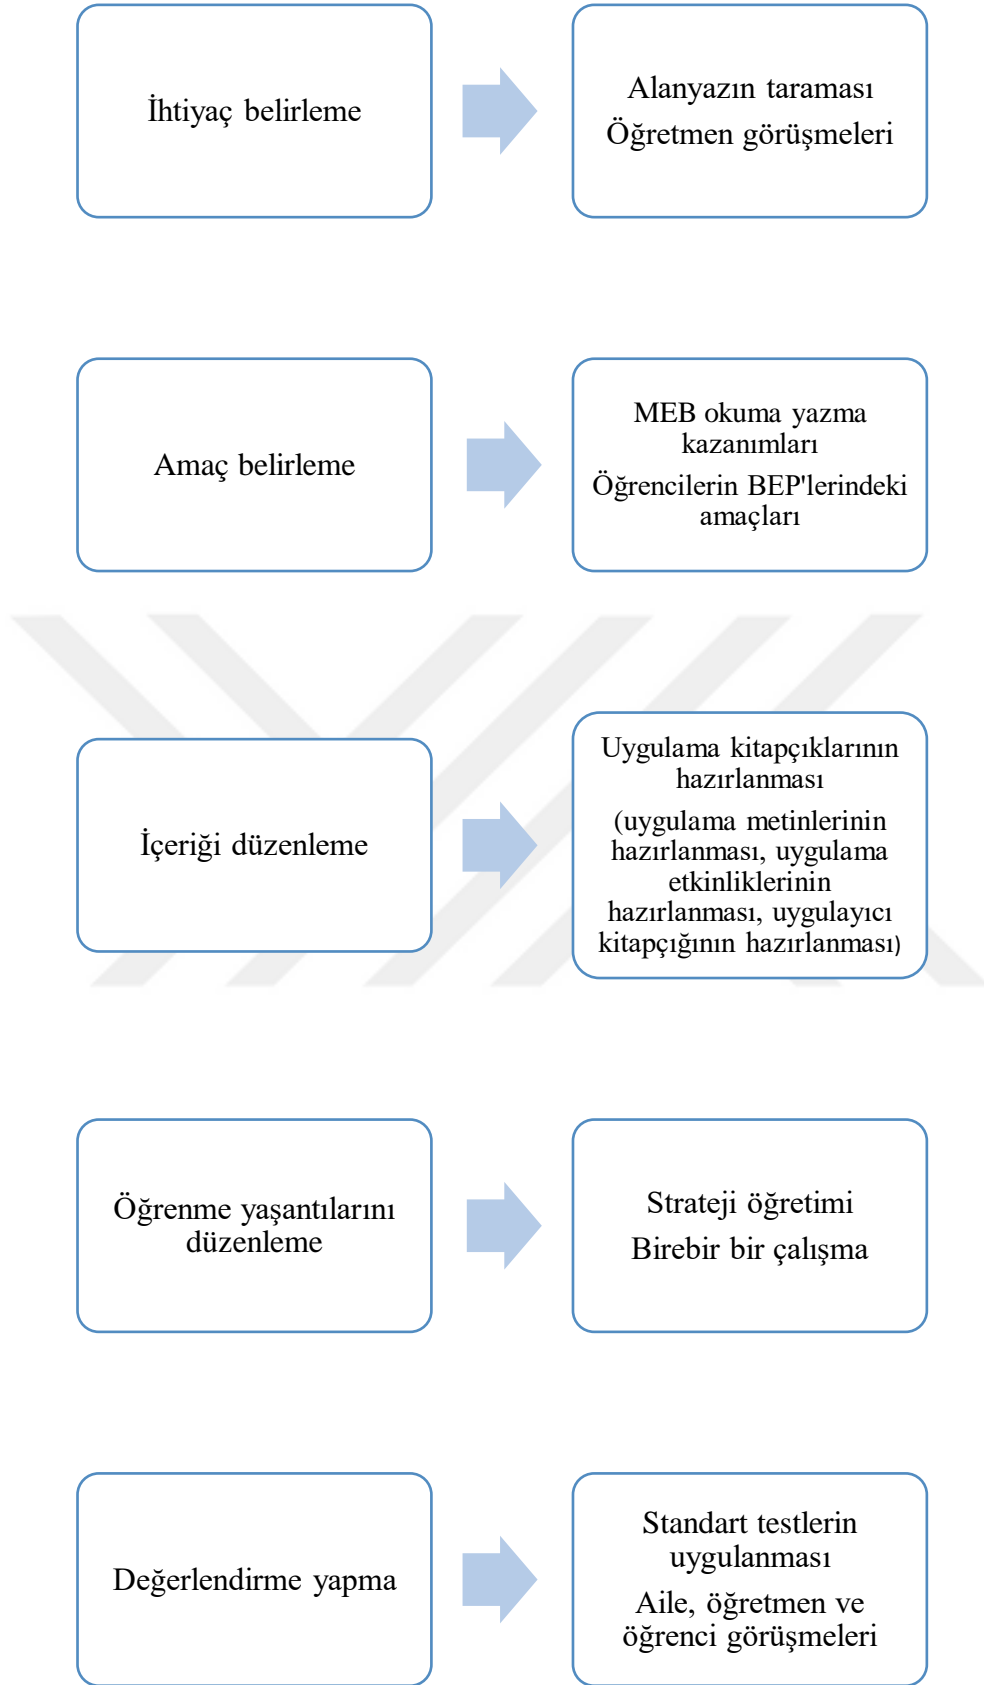 İhtiyaç belirleme
Alanyazın taraması
Öğretmen görüşmeleri
Amaç belirleme
MEB okuma yazma
kazanımları
Öğrencilerin BEP'lerindeki
amaçları
İçeriği düzenleme
Uygulama kitapçıklarının
hazırlanması
(uygulama metinlerinin
hazırlanması, uygulama
etkinliklerinin
hazırlanması, uygulayıcı
kitapçığının hazırlanması)
Öğrenme yaşantılarını
düzenleme
Strateji öğretimi
Birebir bir çalışma
Değerlendirme yapma
Standart testlerin
uygulanması
Aile, öğretmen ve
öğrenci görüşmeleri